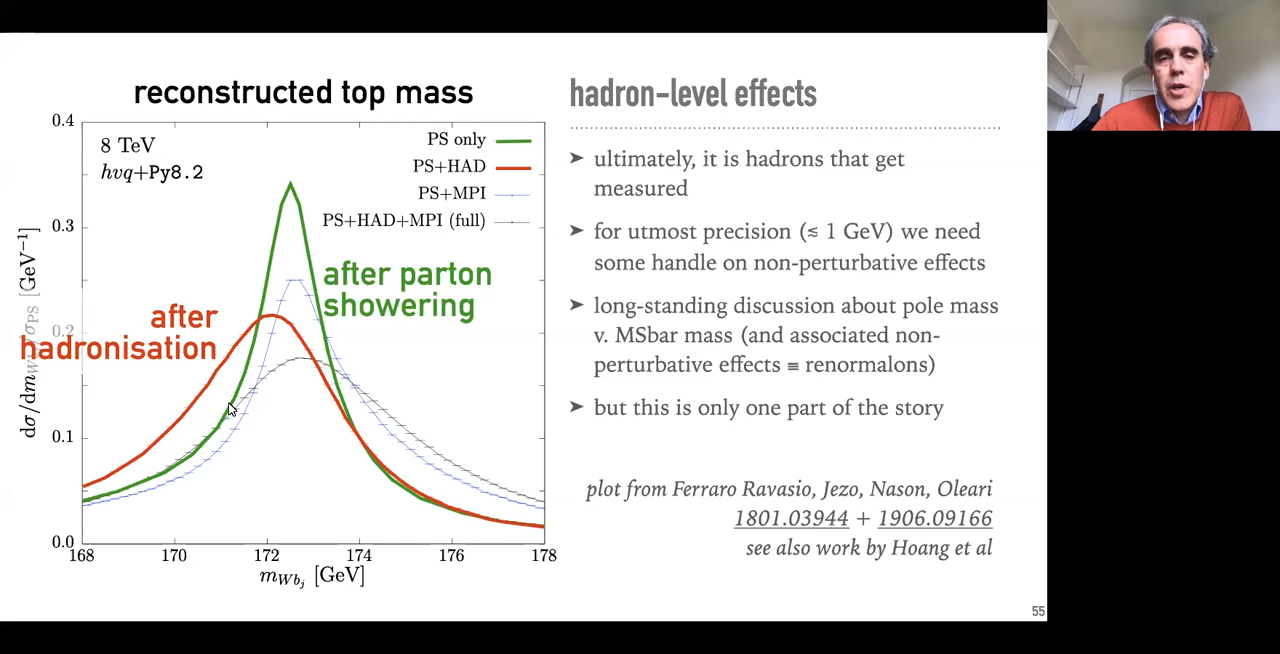 reconstructed top mass
hadron-level effects
0.4
0.3
0.2
0.1
0.0
168
170
172
174
176
178
dσ/dm_W /σ_PS [GeV⁻¹]
m_{Wb_j} [GeV]
8 TeV
hvq+Py8.2
PS only
PS+HAD
PS+MPI
PS+HAD+MPI (full)
after parton
showering
after
hadronisation
➤ ultimately, it is hadrons that get
measured
➤ for utmost precision (≲ 1 GeV) we need
some handle on non-perturbative effects
➤ long-standing discussion about pole mass
v. MSbar mass (and associated non-
perturbative effects ≡ renormalons)
➤ but this is only one part of the story
plot from Ferraro Ravasio, Jezo, Nason, Oleari
1801.03944 + 1906.09166
see also work by Hoang et al
55